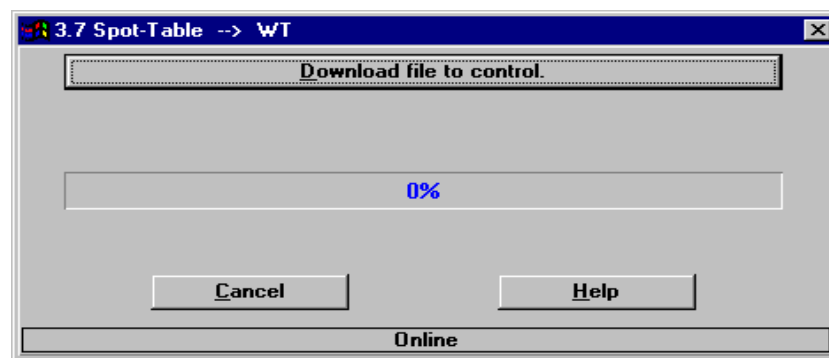 3.7 Spot-Table --> WT
Download file to control.
0%
Cancel Help
Online